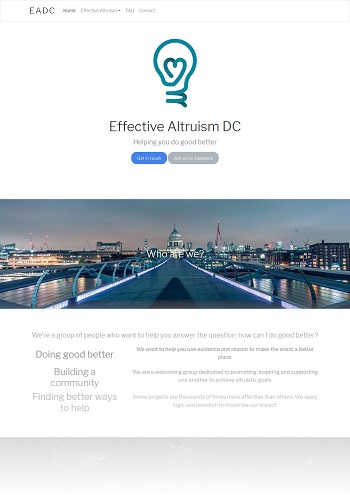 EADC Home Effective Altruism FAQ Contact
Effective Altruism DC
Helping you do good better
Get in touch Join us on Facebook
Who are we?
We're a group of people who want to help you answer the question: how can I do good better?
Doing good better
We want to help you use evidence and reason to make the world a better
place.
Building a
community
We are a welcoming group dedicated to promoting, inspiring and supporting
one another to achieve altruistic goals.
Finding better ways
to help
Some projects are thousands of times more effective than others. We apply
logic and research to maximise our impact.